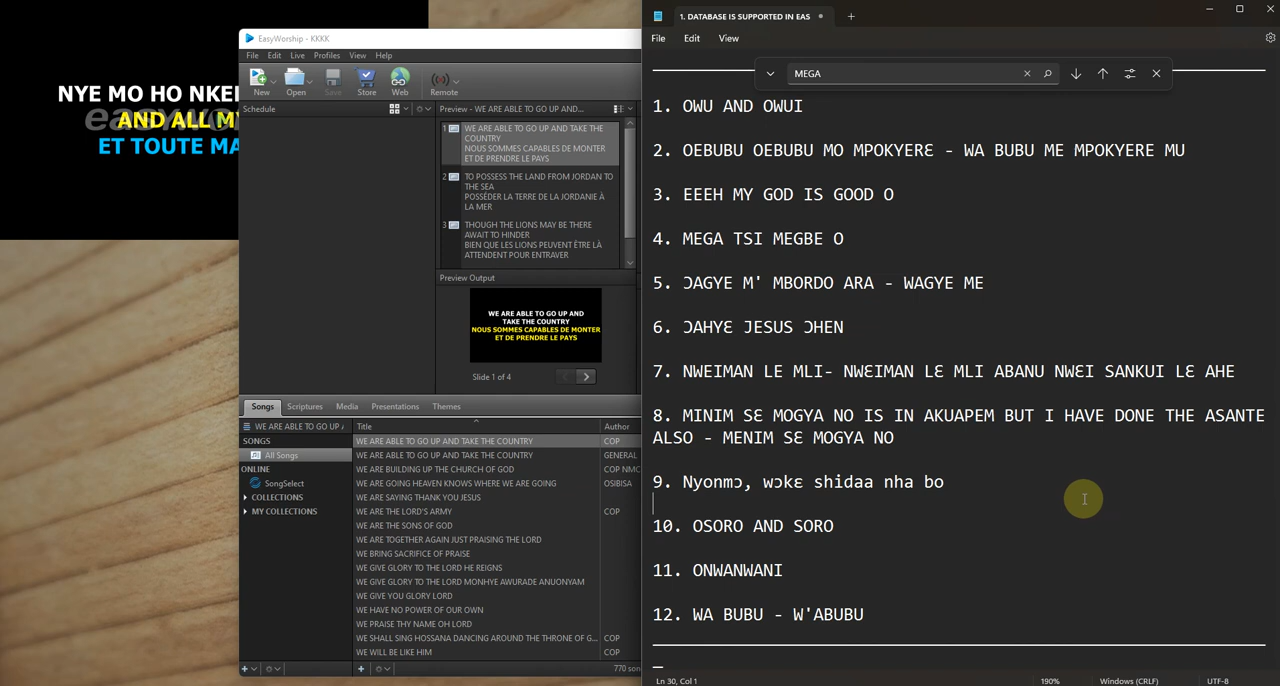 NYE MO HO NKE
AND ALL MY
ET TOUTE MA
EasyWorship - KKKK
File Edit Live Profiles View Help
New Open Save Store Web Remote
Schedule
Preview - WE ARE ABLE TO GO UP AND...
1 WE ARE ABLE TO GO UP AND TAKE THE
COUNTRY
NOUS SOMMES CAPABLES DE MONTER
ET DE PRENDRE LE PAYS
2 TO POSSESS THE LAND FROM JORDAN TO
THE SEA
POSSÉDER LA TERRE DE LA JORDANIE À
LA MER
3 THOUGH THE LIONS MAY BE THERE
AWAIT TO HINDER
BIEN QUE LES LIONS PEUVENT ÊTRE LÀ
ATTENDENT POUR ENTRAVER
Preview Output
WE ARE ABLE TO GO UP AND
TAKE THE COUNTRY
NOUS SOMMES CAPABLES DE MONTER
ET DE PRENDRE LE PAYS
Slide 1 of 4
Songs Scriptures Media Presentations Themes
WE ARE ABLE TO GO UP A
SONGS
All Songs
ONLINE
SongSelect
COLLECTIONS
MY COLLECTIONS
Title Author
WE ARE ABLE TO GO UP AND TAKE THE COUNTRY COP
WE ARE ABLE TO GO UP AND TAKE THE COUNTRY GENERAL
WE ARE BUILDING UP THE CHURCH OF GOD COP NMC
WE ARE GOING HEAVEN KNOWS WHERE WE ARE GOING OSIBISA
WE ARE SAYING THANK YOU JESUS
WE ARE THE LORD'S ARMY COP
WE ARE THE SONS OF GOD
WE ARE TOGETHER AGAIN JUST PRAISING THE LORD
WE BRING SACRIFICE OF PRAISE
WE GIVE GLORY TO THE LORD HE REIGNS
WE GIVE GLORY TO THE LORD MONHYE AWURADE ANUONYAM
WE GIVE YOU GLORY LORD
WE HAVE NO POWER OF OUR OWN
WE PRAISE THY NAME OH LORD
WE SHALL SING HOSSANA DANCING AROUND THE THRONE OF G... COP
WE WILL BE LIKE HIM COP
770 son
1. DATABASE IS SUPPORTED IN EAS
File Edit View
MEGA
1. OWU AND OWUI
2. OEBUBU OEBUBU MO MPOKYERƐ - WA BUBU ME MPOKYERE MU
3. EEEH MY GOD IS GOOD O
4. MEGA TSI MEGBE O
5. ƆAGYE M' MBORDO ARA - WAGYE ME
6. ƆAHYƐ JESUS ƆHEN
7. NWEIMAN LE MLI- NWƐIMAN LƐ MLI ABANU NWƐI SANKUI LƐ AHE
8. MINIM SƐ MOGYA NO IS IN AKUAPEM BUT I HAVE DONE THE ASANTE
ALSO - MENIM SƐ MOGYA NO
9. Nyonmɔ, wɔkɛ shidaa nha bo
10. OSORO AND SORO
11. ONWANWANI
12. WA BUBU - W'ABUBU
Ln 30, Col 1 190% Windows (CRLF) UTF-8